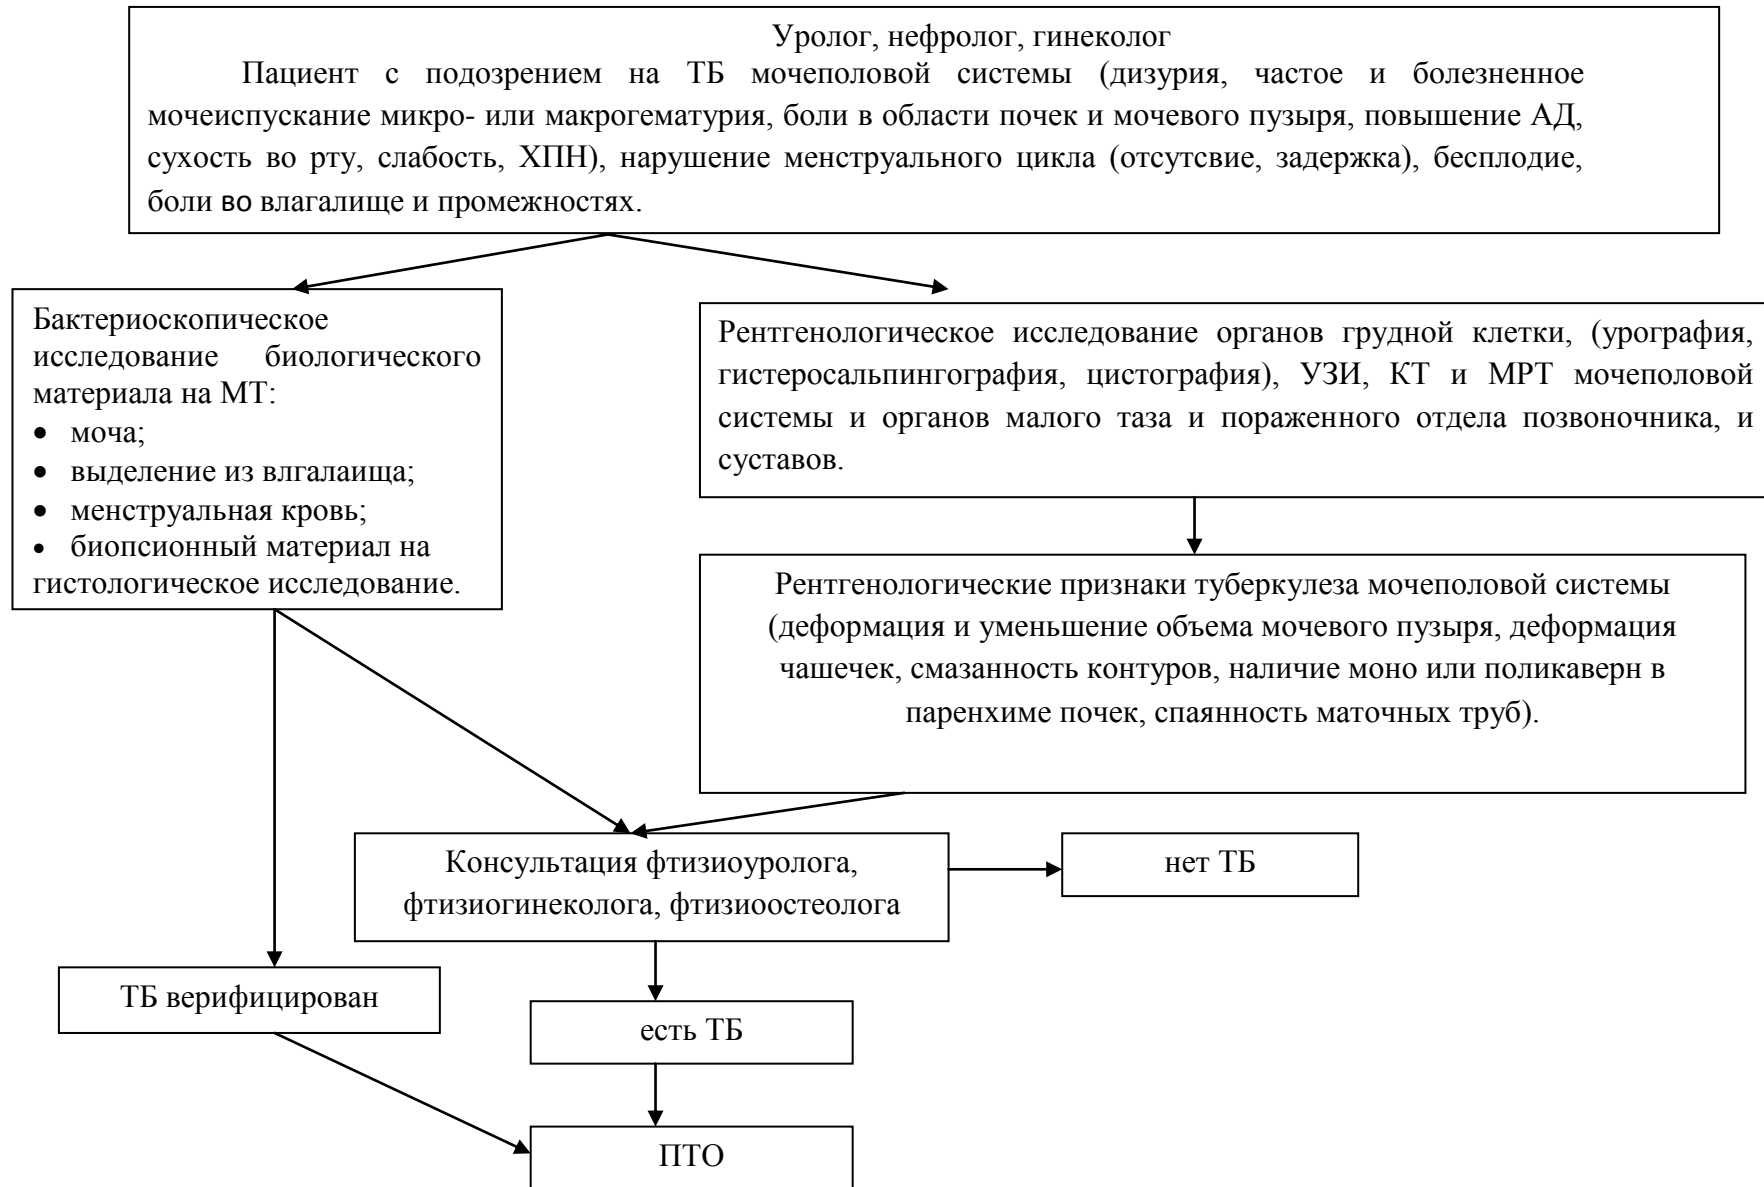 Уролог, нефролог, гинеколог
Пациент с подозрением на ТБ мочеполовой системы (дизурия, частое и болезненное
мочеиспускание микро- или макрогематурия, боли в области почек и мочевого пузыря, повышение АД,
сухость во рту, слабость, ХПН), нарушение менструального цикла (отсутсвие, задержка), бесплодие,
боли во влагалище и промежностях.
Бактериоскопическое
исследование биологического
материала на МТ:
• моча;
• выделение из влгалаища;
• менструальная кровь;
• биопсионный материал на
гистологическое исследование.
Рентгенологическое исследование органов грудной клетки, (урография,
гистеросальпингография, цистография), УЗИ, КТ и МРТ мочеполовой
системы и органов малого таза и пораженного отдела позвоночника, и
суставов.
Рентгенологические признаки туберкулеза мочеполовой системы
(деформация и уменьшение объема мочевого пузыря, деформация
чашечек, смазанность контуров, наличие моно или поликаверн в
паренхиме почек, спаянность маточных труб).
Консультация фтизиоуролога,
фтизиогинеколога, фтизиоостеолога
нет ТБ
ТБ верифицирован
есть ТБ
ПТО